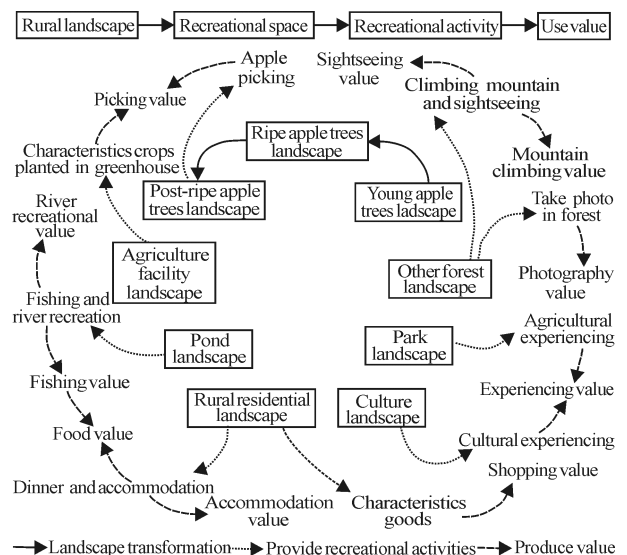 Rural landscape
Recreational space
Recreational activity
Use value
Apple
picking
Sightseeing
value
Climbing mountain
and sightseeing
Picking value
Ripe apple trees
landscape
Characteristics crops
planted in greenhouse
Mountain
climbing value
Post-ripe apple
trees landscape
Young apple
trees ladscape
River
recreational
value
Take photo
in forest
Agriculture
facility
landscape
Other forest
landscape
Photography
value
Fishing and
river recreation
Agricultural
experiencing
Pond
landscape
Park
landscape
Fishing value
Experiencing value
Rural residential
landscape
Culture
landscape
Food value
Cultural experiencing
Shopping value
Dinner and accommodation
Accommodation
value
Characteristics
goods
Landscape transformation
Provide recreational activities
Produce value